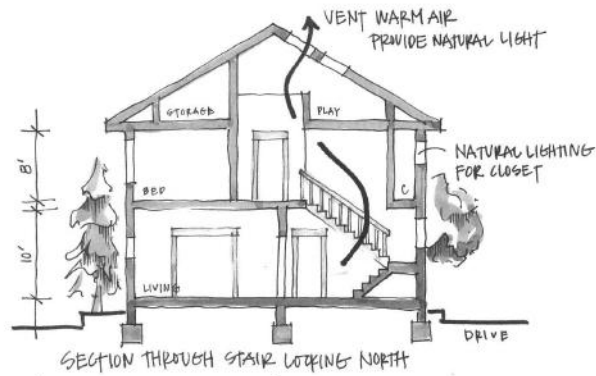 VENT WARM AIR
PROVIDE NATURAL LIGHT
STORAGE
PLAY
8'
NATURAL LIGHTING
FOR CLOSET
BED
C
10'
LIVING
DRIVE
SECTION THROUGH STAIR LOOKING NORTH